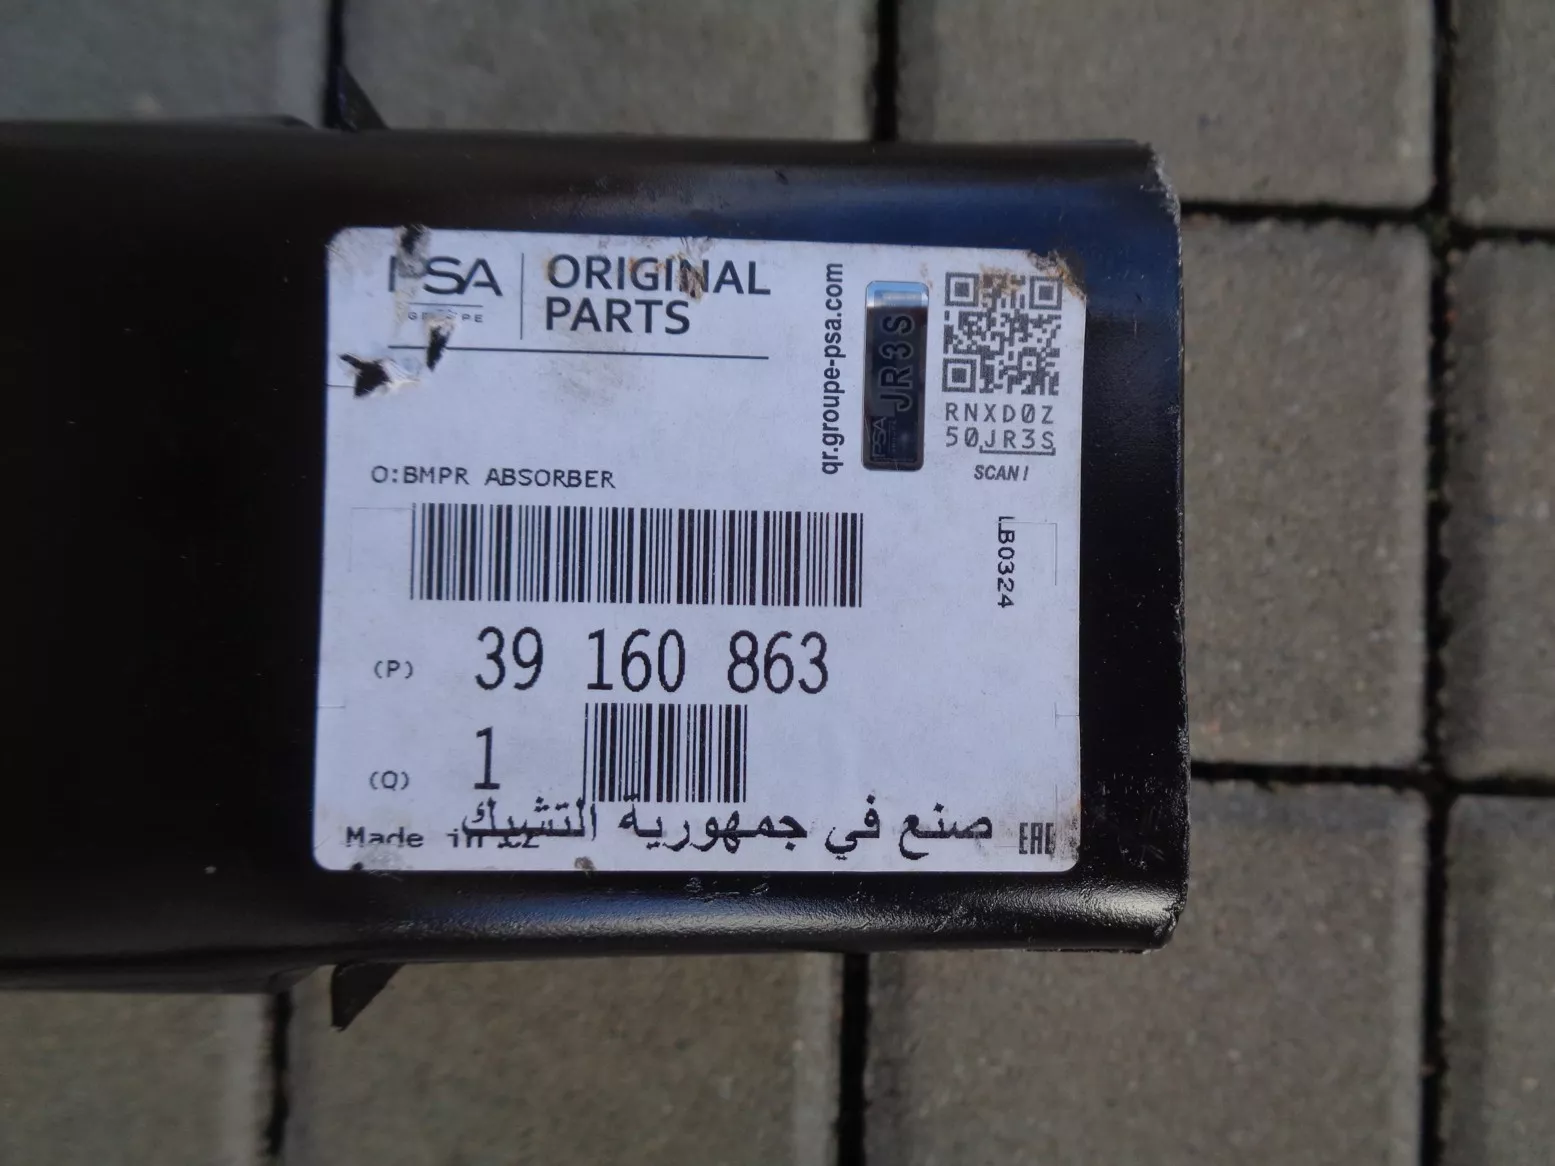 PSA
GROUPE
ORIGINAL
PARTS
qr.groupe-psa.com
PSA
JR3S
RNXD0Z
50JR3S
SCAN!
O:BMPR ABSORBER
LB0324
(P) 39 160 863
(Q) 1
صنع في جمهورية التشيك
Made in CZ
EAC